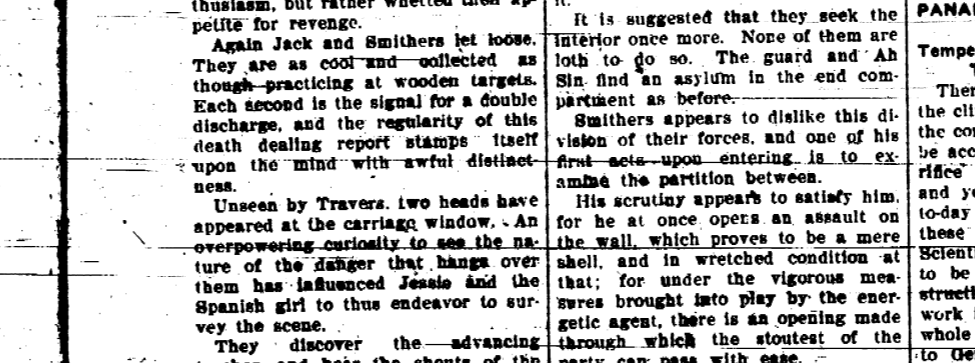 thusiasm, but rather whetted their ap-
petite for revenge.
Again Jack and Smithers let loose.
They are as cool and collected as
though practicing at wooden targets.
Each second is the signal for a double
discharge, and the regularity of this
death dealing report stamps itself
upon the mind with awful distinct-
ness.
Unseen by Travers, two heads have
appeared at the carriage window. An
overpowering curiosity to see the na-
ture of the danger that hangs over
them has influenced Jessie and the
Spanish girl to thus endeavor to sur-
vey the scene.
They discover the advancing
and hear the shouts of the
it.
It is suggested that they seek the
interior once more. None of them are
loth to do so. The guard and Ah
Sin find an asylum in the end com-
partment as before.
Smithers appears to dislike this di-
vision of their forces, and one of his
first acts upon entering is to ex-
amine the partition between.
His scrutiny appears to satisfy him,
for he at once opens an assault on
the wall, which proves to be a mere
shell, and in wretched condition at
that; for under the vigorous mea-
sures brought into play by the ener-
getic agent, there is an opening made
through which the stoutest of the
party can pass with ease.
PANA
Tempe
Ther
the cli
the co
be acc
rifice
and y
to-day
these
Scient
to be
structi
work
whole
to